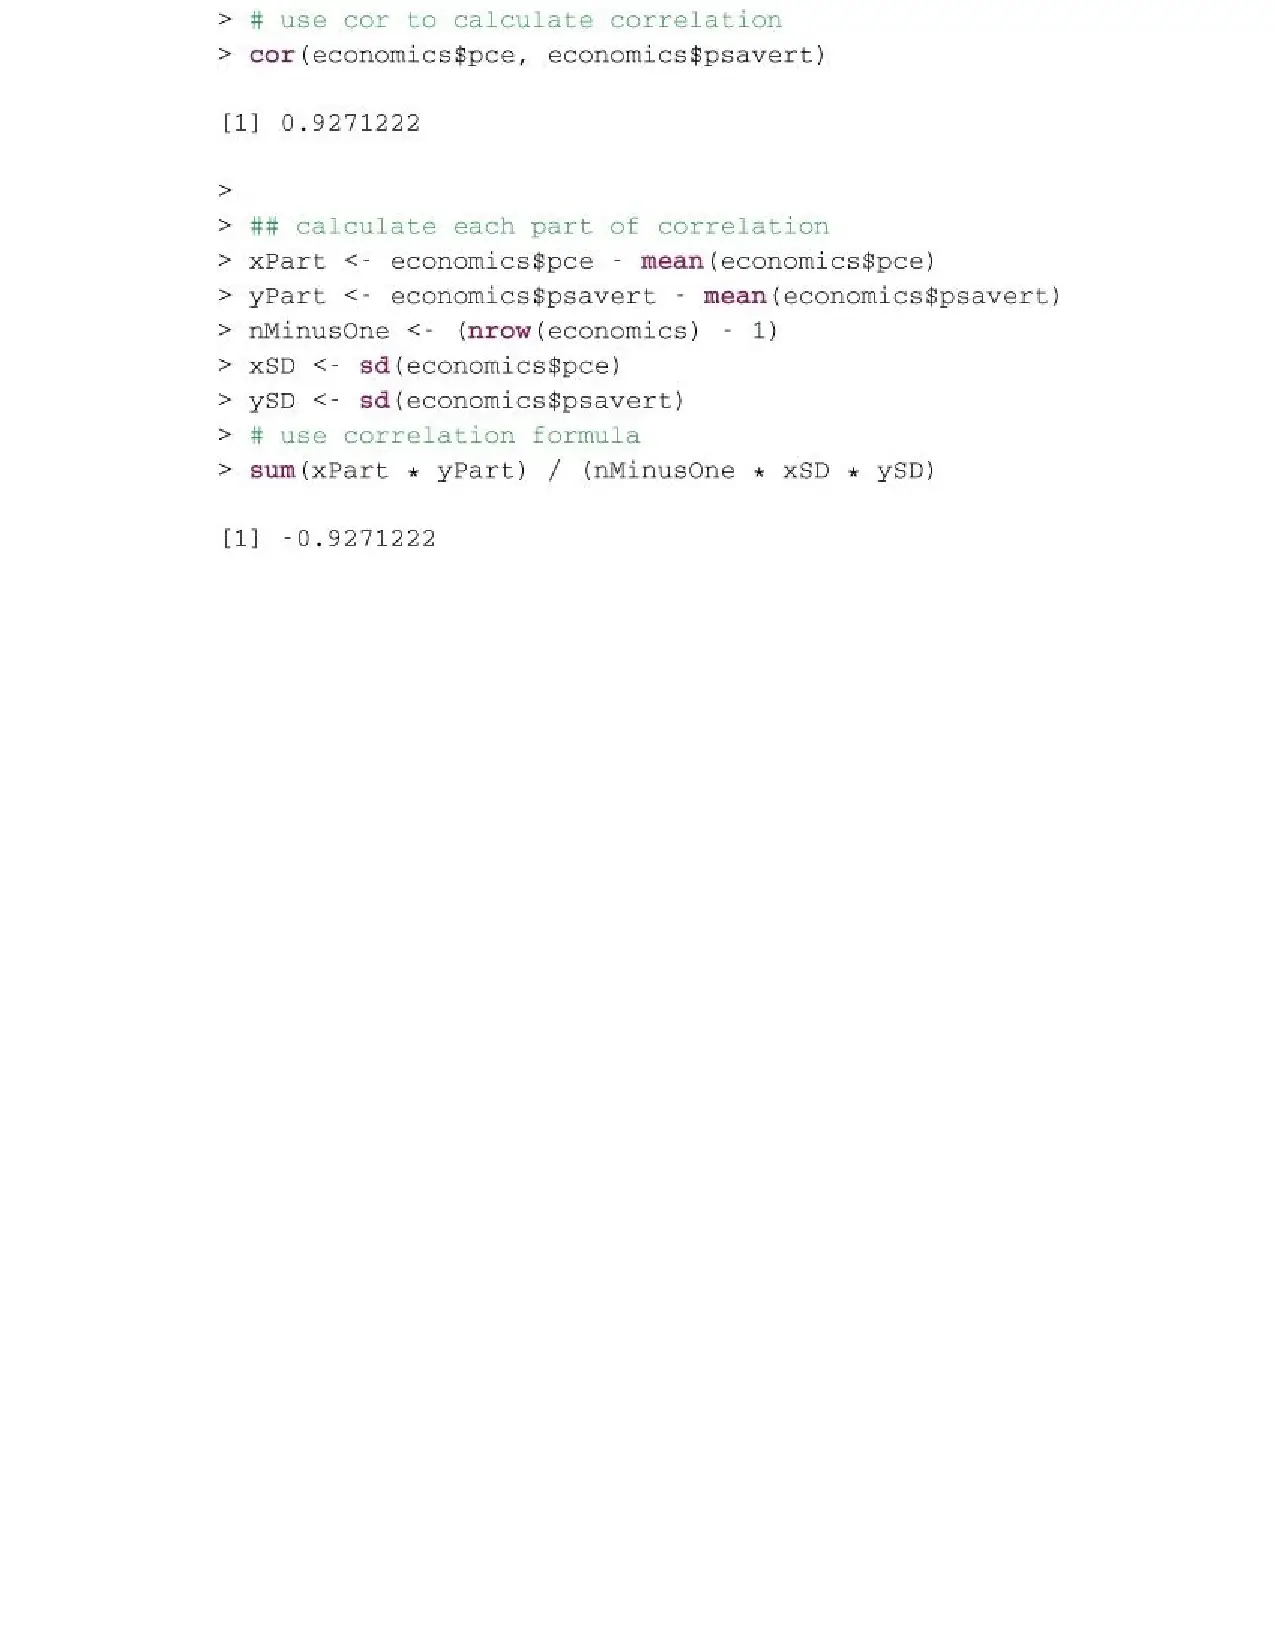 > # use cor to calculate correlation
> cor(economics$pce, economics$psavert)
[1] 0.9271222
>
> ## calculate each part of correlation
> xPart <- economics$pce - mean(economics$pce)
> yPart <- economics$psavert - mean(economics$psavert)
> nMinusOne <- (nrow(economics) - 1)
> xSD <- sd(economics$pce)
> ySD <- sd(economics$psavert)
> # use correlation formula
> sum(xPart * yPart) / (nMinusOne * xSD * ySD)
[1] -0.9271222